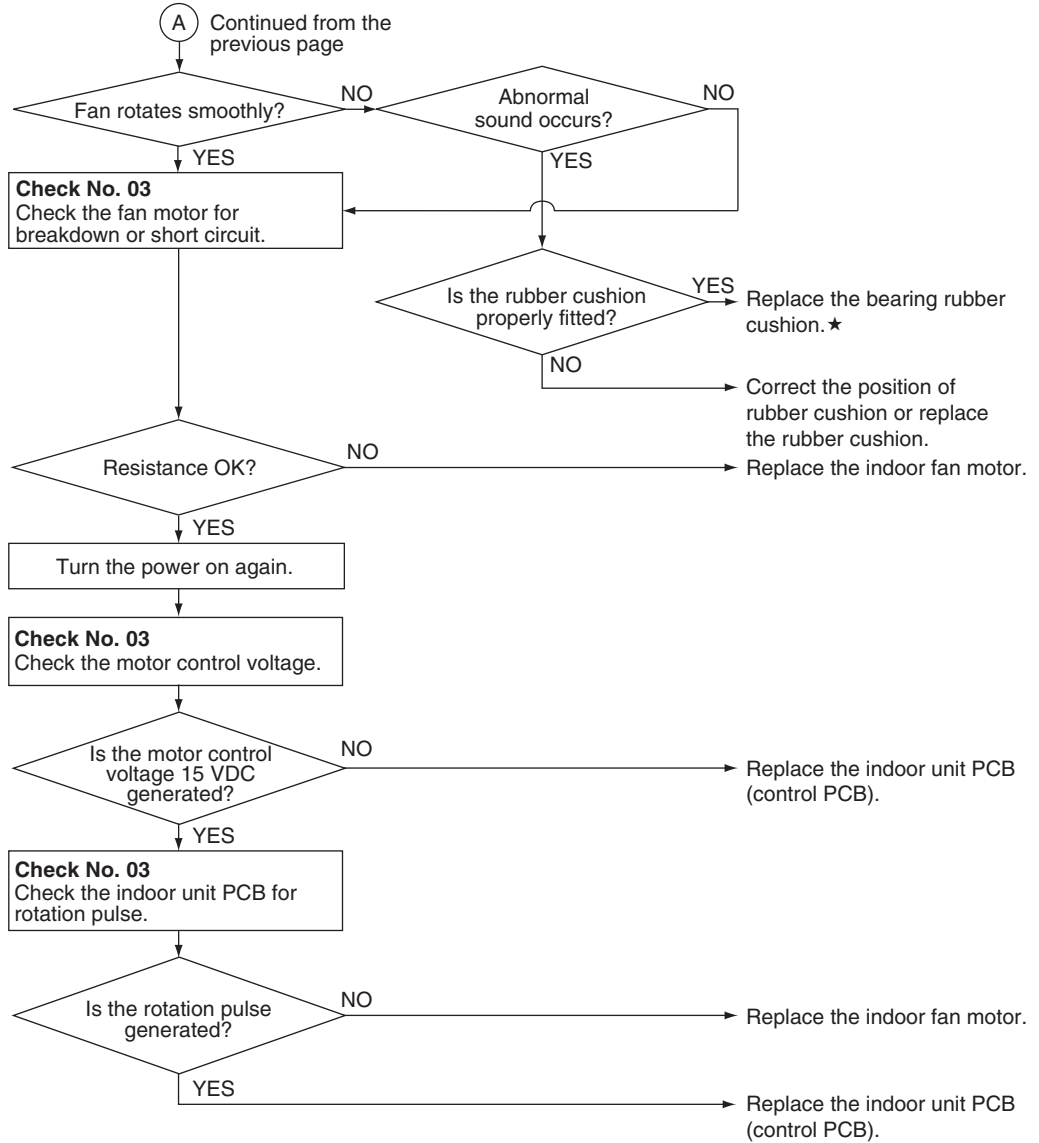 A
Continued from the
previous page
Fan rotates smoothly?
NO
Abnormal
sound occurs?
NO
YES
YES
Check No. 03
Check the fan motor for
breakdown or short circuit.
Is the rubber cushion
properly fitted?
YES
Replace the bearing rubber
cushion.★
NO
Correct the position of
rubber cushion or replace
the rubber cushion.
Resistance OK?
NO
Replace the indoor fan motor.
YES
Turn the power on again.
Check No. 03
Check the motor control voltage.
Is the motor control
voltage 15 VDC
generated?
NO
Replace the indoor unit PCB
(control PCB).
YES
Check No. 03
Check the indoor unit PCB for
rotation pulse.
Is the rotation pulse
generated?
NO
Replace the indoor fan motor.
YES
Replace the indoor unit PCB
(control PCB).